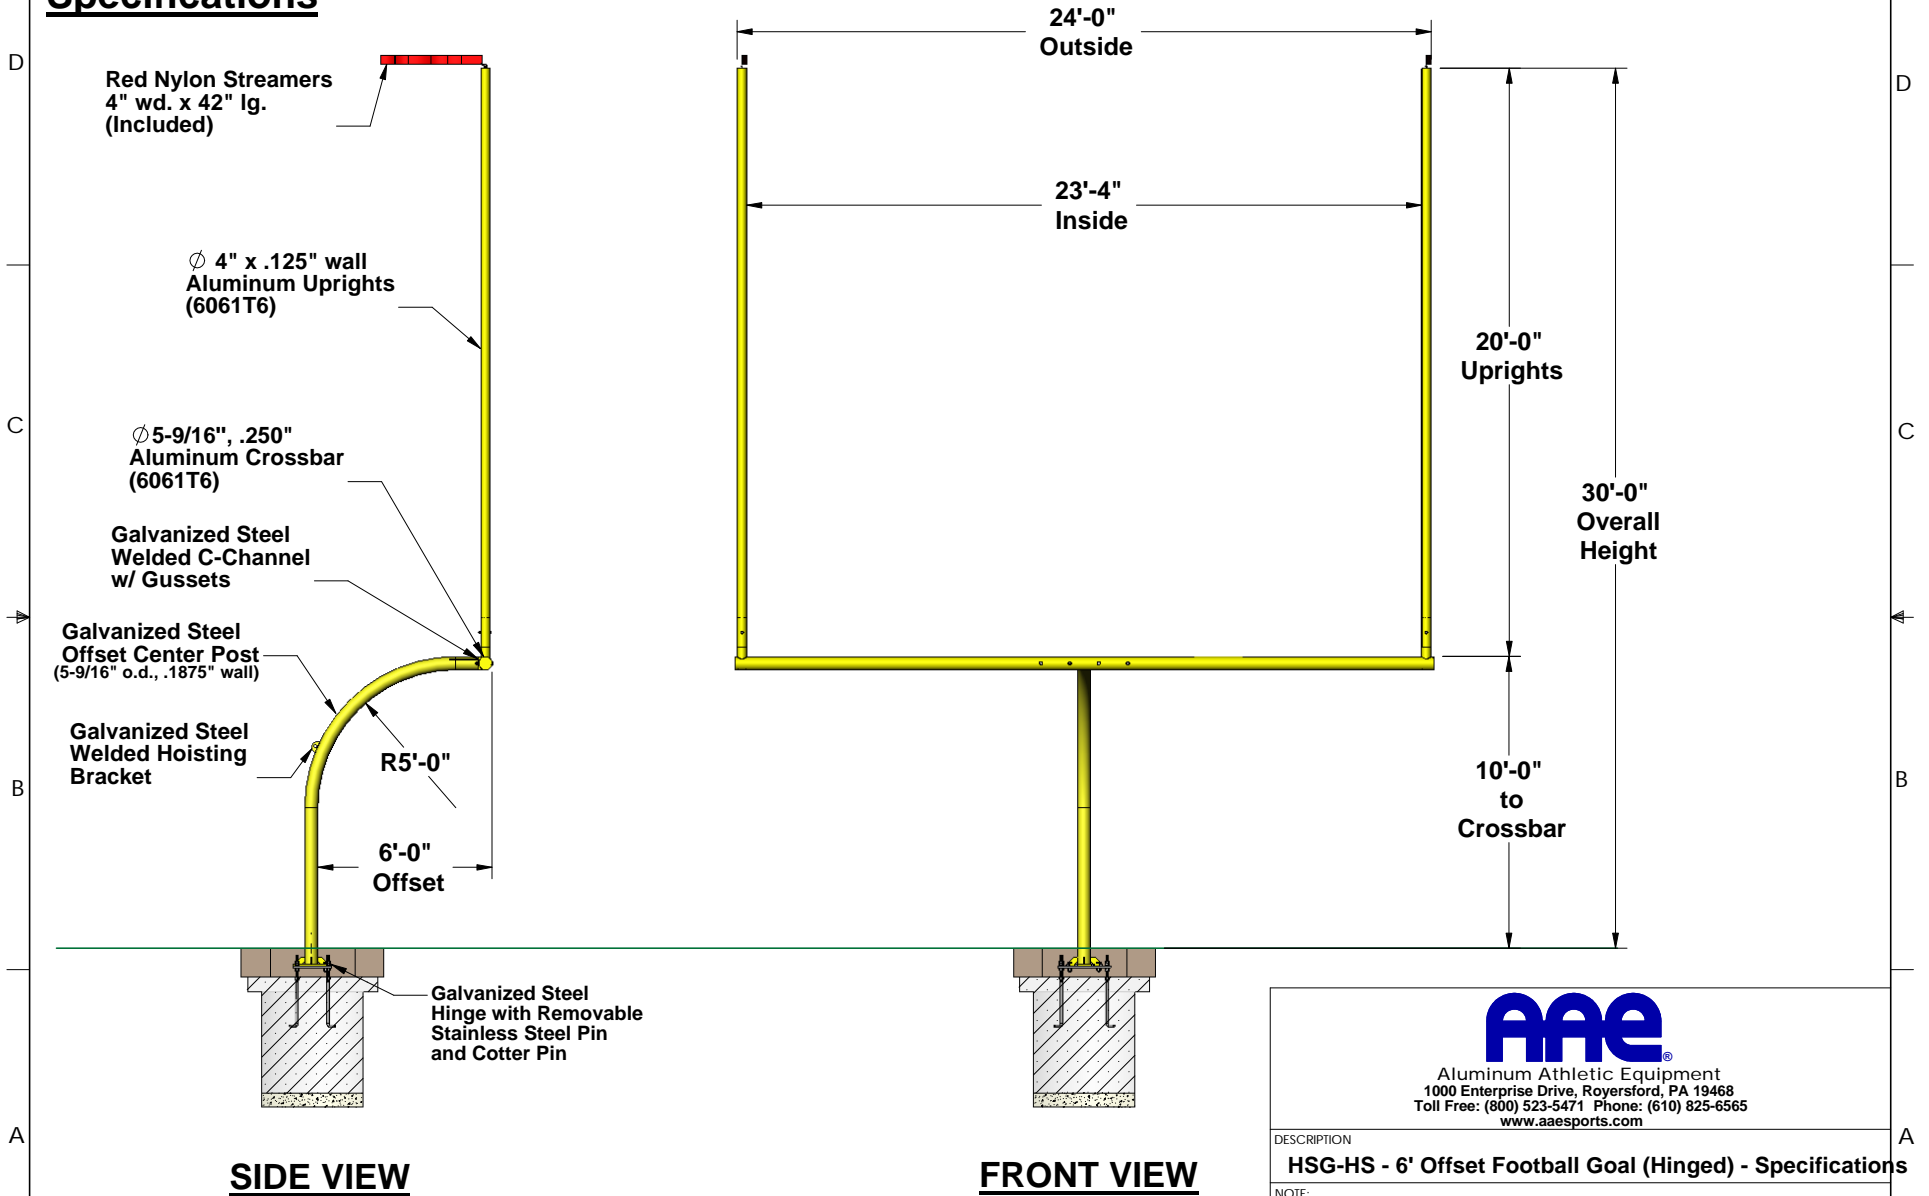 Specifications
24'-0"
Outside
D
D
Red Nylon Streamers
4" wd. x 42" lg.
(Included)
23'-4"
Inside
∅ 4" x .125" wall
Aluminum Uprights
(6061T6)
20'-0"
Uprights
C
C
∅ 5-9/16", .250"
Aluminum Crossbar
(6061T6)
30'-0"
Overall
Height
Galvanized Steel
Welded C-Channel
w/ Gussets
Galvanized Steel
Offset Center Post
(5-9/16" o.d., .1875" wall)
Galvanized Steel
Welded Hoisting
Bracket
R5'-0"
10'-0"
to
Crossbar
B
B
6'-0"
Offset
Galvanized Steel
Hinge with Removable
Stainless Steel Pin
and Cotter Pin
AAE®
Aluminum Athletic Equipment
1000 Enterprise Drive, Royersford, PA 19468
Toll Free: (800) 523-5471 Phone: (610) 825-6565
www.aaesports.com
A
A
DESCRIPTION
HSG-HS - 6' Offset Football Goal (Hinged) - Specifications
NOTE:
SIDE VIEW
FRONT VIEW